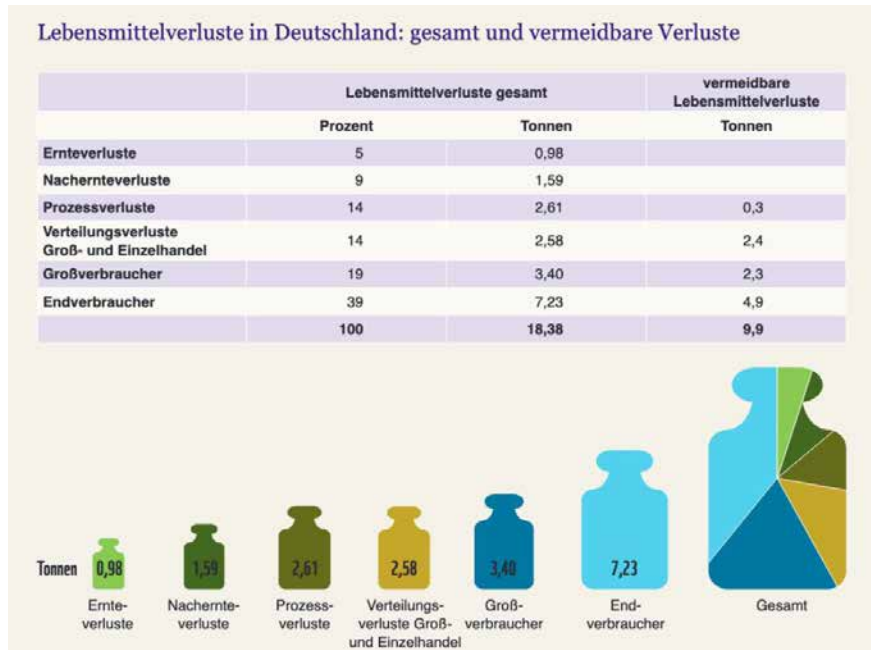 Lebensmittelverluste in Deutschland: gesamt und vermeidbare Verluste
Lebensmittelverluste gesamt vermeidbare Lebensmittelverluste
Prozent Tonnen Tonnen
Ernteverluste 5 0,98
Nachernteverluste 9 1,59
Prozessverluste 14 2,61 0,3
Verteilungsverluste
Groß- und Einzelhandel 14 2,58 2,4
Großverbraucher 19 3,40 2,3
Endverbraucher 39 7,23 4,9
100 18,38 9,9
Tonnen 0,98 1,59 2,61 2,58 3,40 7,23
Ernte-
verluste
Nachernte-
verluste
Prozess-
verluste
Verteilungs-
verluste Groß-
und Einzelhandel
Groß-
verbraucher
End-
verbraucher
Gesamt